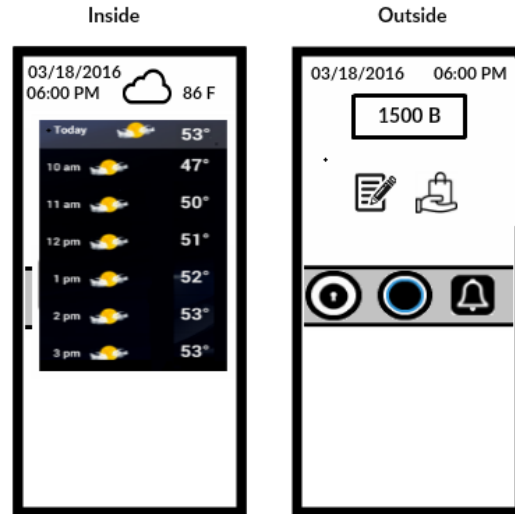 Inside
Outside
03/18/2016
06:00 PM
86 F
Today 53°
10 am 47°
11 am 50°
12 pm 51°
1 pm 52°
2 pm 53°
3 pm 53°
03/18/2016 06:00 PM
1500 B